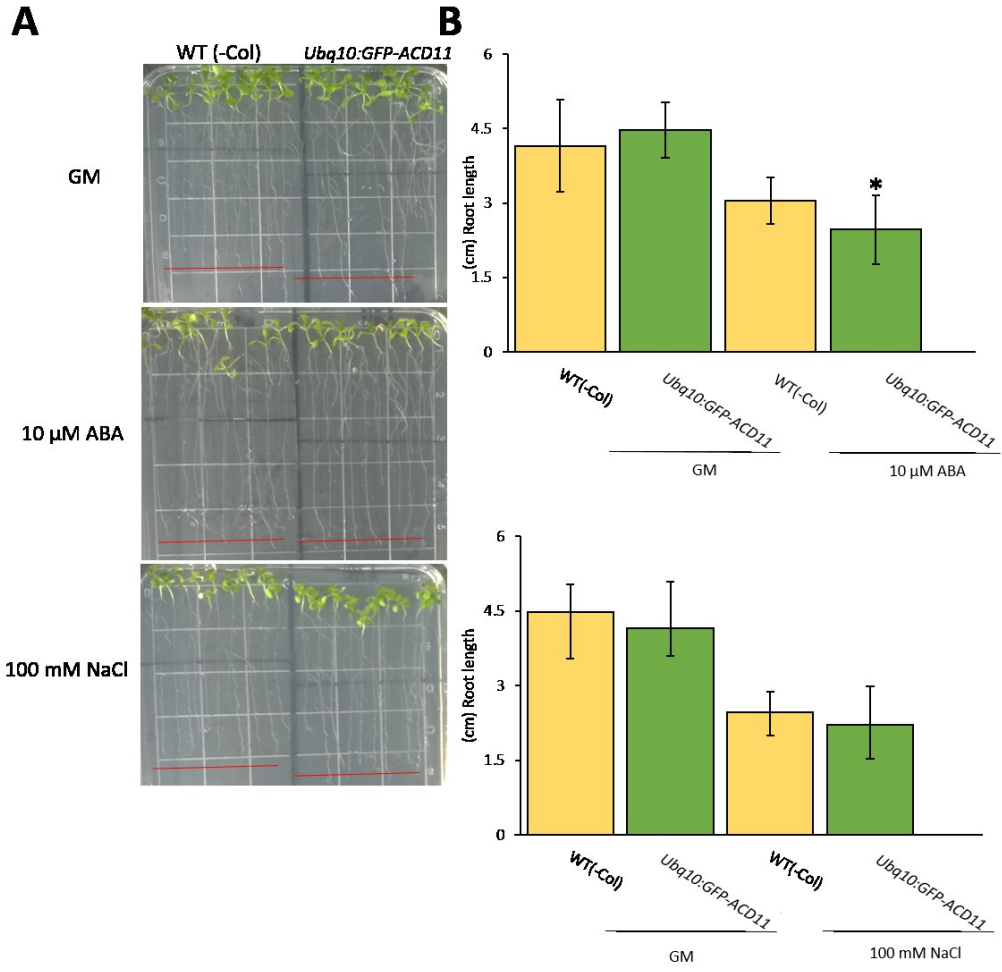 A
WT (-Col)
Ubq10:GFP-ACD11
GM
10 µM ABA
100 mM NaCl
B
(cm) Root length
6
4.5
3
1.5
0
*
WT(-Col)
Ubq10:GFP-ACD11
WT(-Col)
Ubq10:GFP-ACD11
GM
10 µM ABA
(cm) Root length
6
4.5
3
1.5
0
WT(-Col)
Ubq10:GFP-ACD11
WT(-Col)
Ubq10:GFP-ACD11
GM
100 mM NaCl